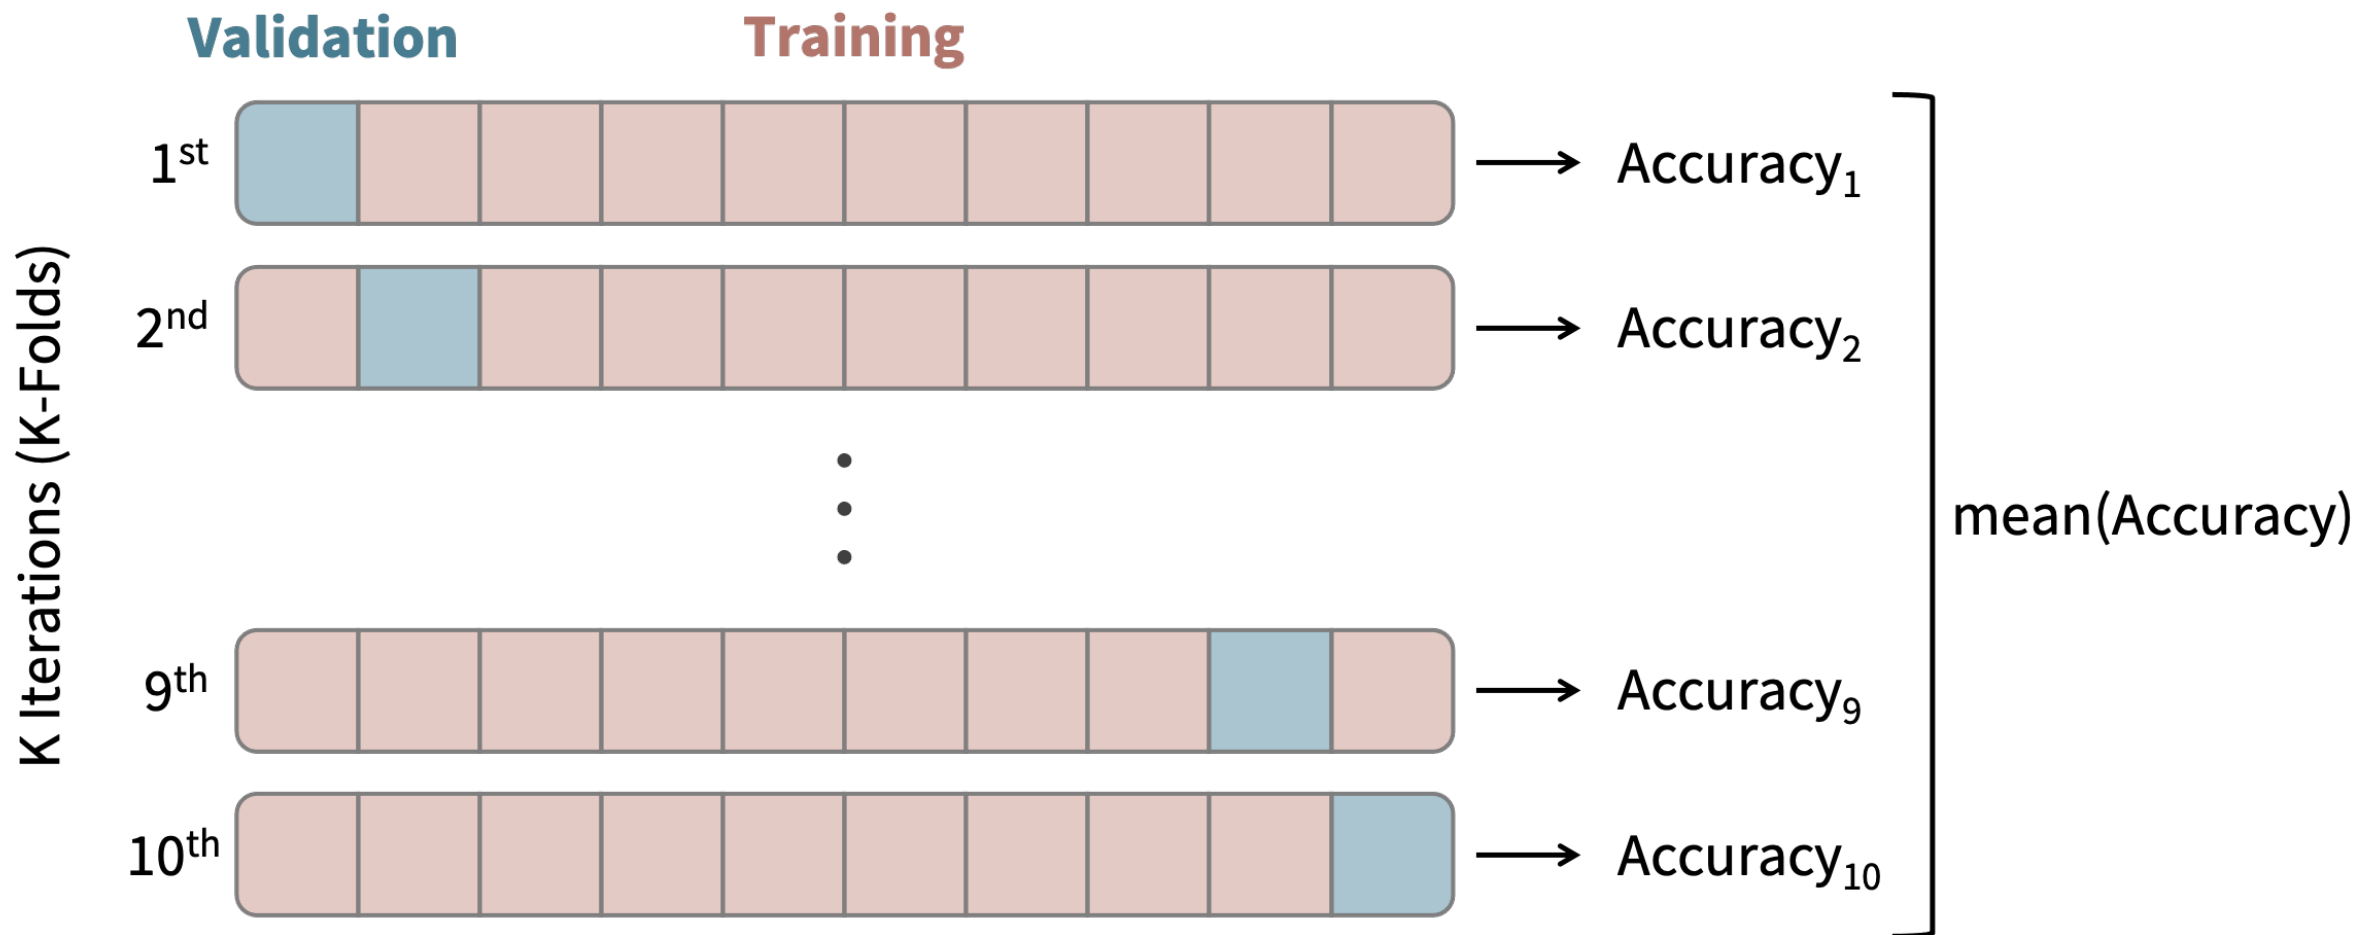 Validation Training
K Iterations (K-Folds)
1st Accuracy1
2nd Accuracy2
mean(Accuracy)
9th Accuracy9
10th Accuracy10